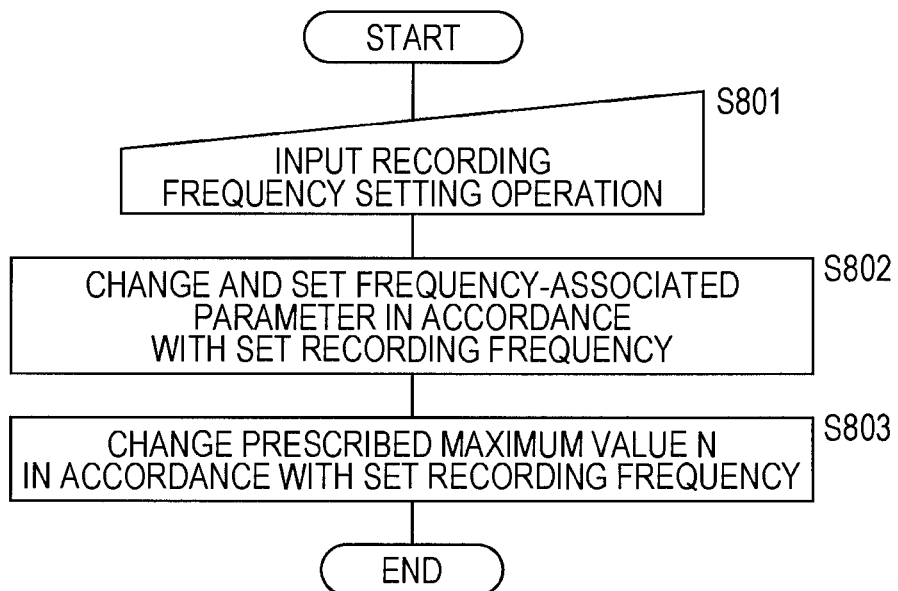 START
S801
INPUT RECORDING
FREQUENCY SETTING OPERATION
S802
CHANGE AND SET FREQUENCY-ASSOCIATED
PARAMETER IN ACCORDANCE
WITH SET RECORDING FREQUENCY
S803
CHANGE PRESCRIBED MAXIMUM VALUE N
IN ACCORDANCE WITH SET RECORDING FREQUENCY
END